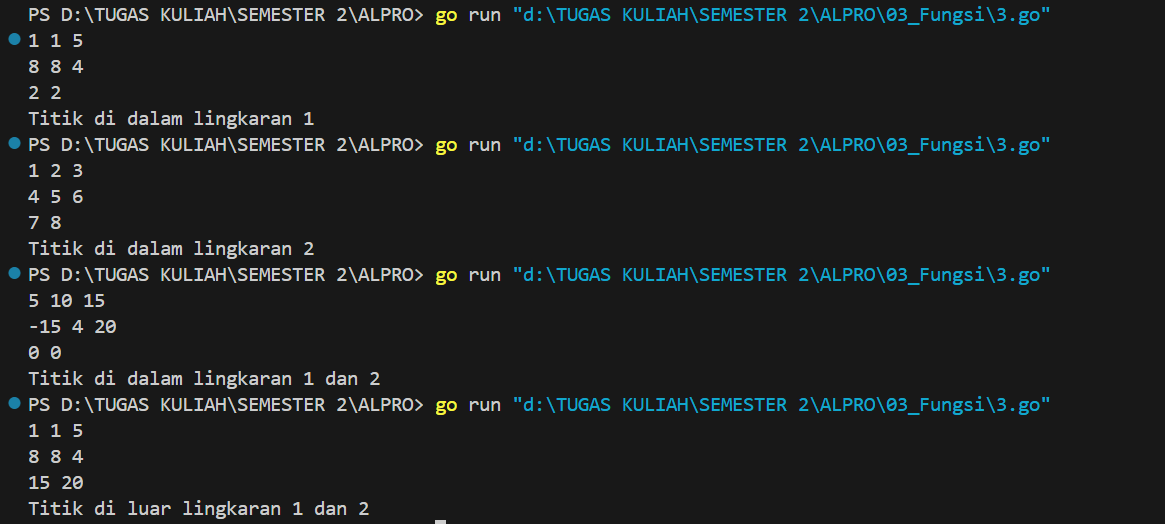 PS D:\TUGAS KULIAH\SEMESTER 2\ALPRO> go run "d:\TUGAS KULIAH\SEMESTER 2\ALPRO\03_Fungsi\3.go"
1 1 5
8 8 4
2 2
Titik di dalam lingkaran 1
PS D:\TUGAS KULIAH\SEMESTER 2\ALPRO> go run "d:\TUGAS KULIAH\SEMESTER 2\ALPRO\03_Fungsi\3.go"
1 2 3
4 5 6
7 8
Titik di dalam lingkaran 2
PS D:\TUGAS KULIAH\SEMESTER 2\ALPRO> go run "d:\TUGAS KULIAH\SEMESTER 2\ALPRO\03_Fungsi\3.go"
5 10 15
-15 4 20
0 0
Titik di dalam lingkaran 1 dan 2
PS D:\TUGAS KULIAH\SEMESTER 2\ALPRO> go run "d:\TUGAS KULIAH\SEMESTER 2\ALPRO\03_Fungsi\3.go"
1 1 5
8 8 4
15 20
Titik di luar lingkaran 1 dan 2